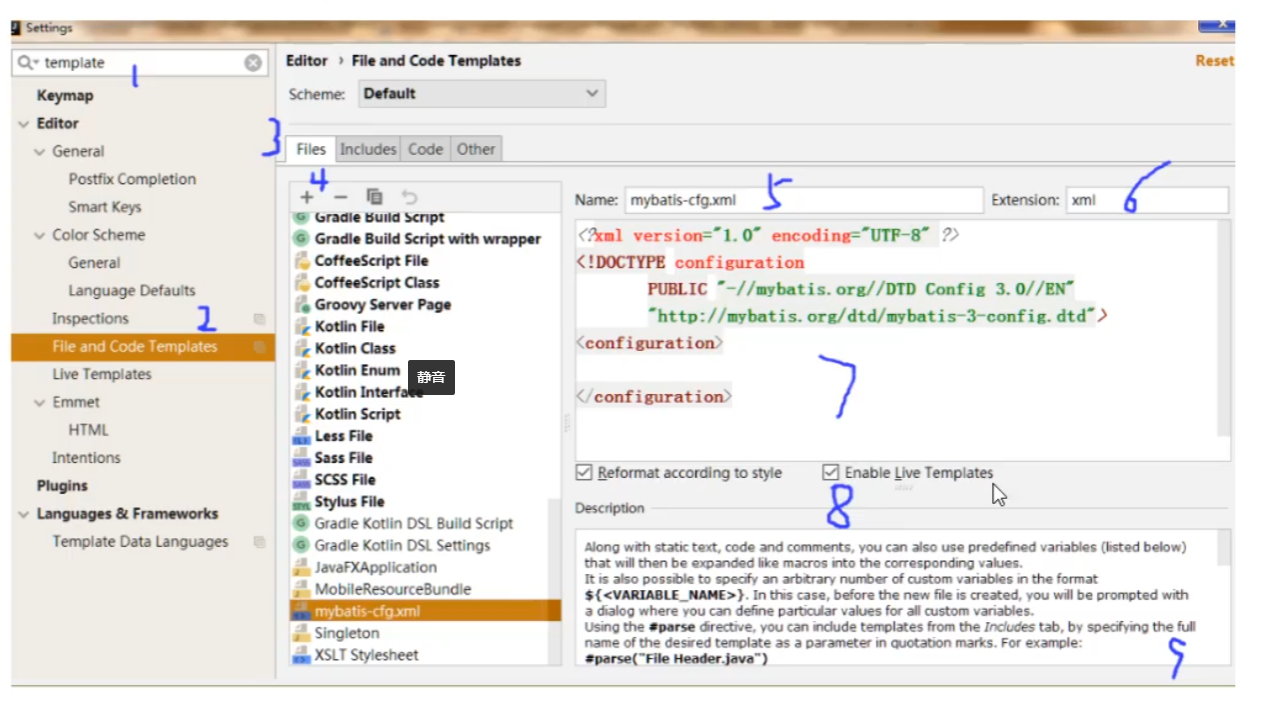 Settings
template
1
Keymap
Editor
General
Postfix Completion
Smart Keys
Color Scheme
General
Language Defaults
Inspections
2
File and Code Templates
Live Templates
Emmet
HTML
Intentions
Plugins
Languages & Frameworks
Template Data Languages
Editor › File and Code Templates
Reset
Scheme: Default
3
Files Includes Code Other
4
Gradle Build Script
Gradle Build Script with wrapper
CoffeeScript File
CoffeeScript Class
Groovy Server Page
Kotlin File
Kotlin Class
Kotlin Enum
静音
Kotlin Interface
Kotlin Script
Less File
Sass File
SCSS File
Stylus File
Gradle Kotlin DSL Build Script
Gradle Kotlin DSL Settings
JavaFXApplication
MobileResourceBundle
mybatis-cfg.xml
Singleton
XSLT Stylesheet
Name: mybatis-cfg.xml 5 Extension: xml 6
<?xml version="1.0" encoding="UTF-8" ?>
<!DOCTYPE configuration
PUBLIC "-//mybatis.org//DTD Config 3.0//EN"
"http://mybatis.org/dtd/mybatis-3-config.dtd">
<configuration>
7
</configuration>
Reformat according to style Enable Live Templates
8
Description
Along with static text, code and comments, you can also use predefined variables (listed below)
that will then be expanded like macros into the corresponding values.
It is also possible to specify an arbitrary number of custom variables in the format
${<VARIABLE_NAME>}. In this case, before the new file is created, you will be prompted with
a dialog where you can define particular values for all custom variables.
Using the #parse directive, you can include templates from the Includes tab, by specifying the full
name of the desired template as a parameter in quotation marks. For example:
#parse("File Header.java")
9